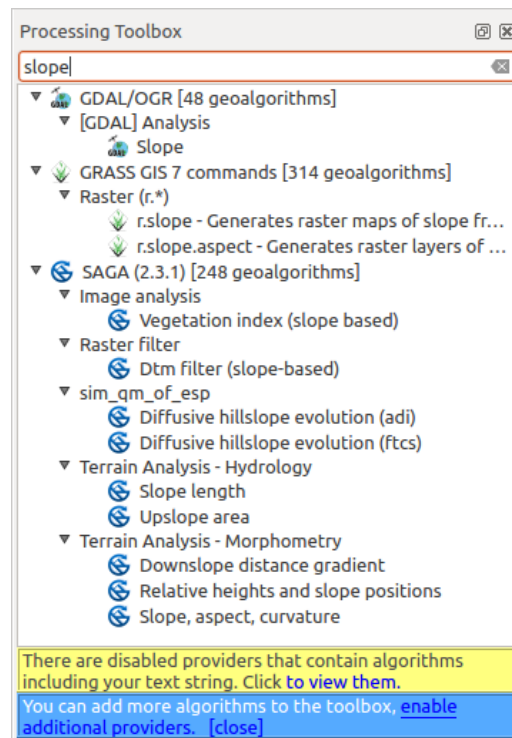 Processing Toolbox
slope
GDAL/OGR [48 geoalgorithms]
[GDAL] Analysis
Slope
GRASS GIS 7 commands [314 geoalgorithms]
Raster (r.*)
r.slope - Generates raster maps of slope fr...
r.slope.aspect - Generates raster layers of ...
SAGA (2.3.1) [248 geoalgorithms]
Image analysis
Vegetation index (slope based)
Raster filter
Dtm filter (slope-based)
sim_qm_of_esp
Diffusive hillslope evolution (adi)
Diffusive hillslope evolution (ftcs)
Terrain Analysis - Hydrology
Slope length
Upslope area
Terrain Analysis - Morphometry
Downslope distance gradient
Relative heights and slope positions
Slope, aspect, curvature
There are disabled providers that contain algorithms
including your text string. Click to view them.
You can add more algorithms to the toolbox, enable
additional providers. [close]